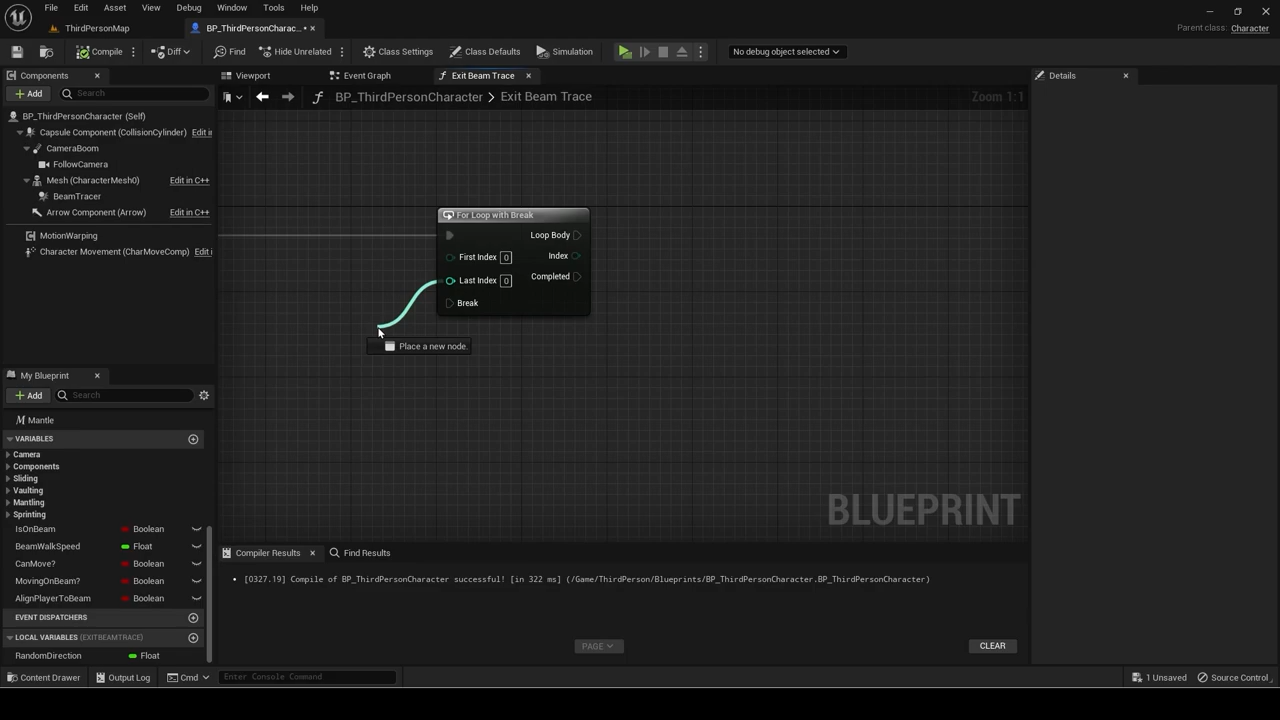 File Edit Asset View Debug Window Tools Help
ThirdPersonMap
BP_ThirdPersonCharac...
Parent class: Character
Compile Diff Find Hide Unrelated Class Settings Class Defaults Simulation No debug object selected
Components
Add Search
BP_ThirdPersonCharacter (Self)
Capsule Component (CollisionCylinder) Edit in
CameraBoom
FollowCamera
Mesh (CharacterMesh0) Edit in C++
BeamTracer
Arrow Component (Arrow) Edit in C++
MotionWarping
Character Movement (CharMoveComp) Edit in
My Blueprint
Add Search
Mantle
VARIABLES
Camera
Components
Sliding
Vaulting
Mantling
Sprinting
IsOnBeam Boolean
BeamWalkSpeed Float
CanMove? Boolean
MovingOnBeam? Boolean
AlignPlayerToBeam Boolean
EVENT DISPATCHERS
LOCAL VARIABLES (EXITBEAMTRACE)
RandomDirection Float
Viewport Event Graph Exit Beam Trace
BP_ThirdPersonCharacter > Exit Beam Trace
Zoom 1:1
For Loop with Break
Loop Body
First Index 0
Index
Last Index 0
Completed
Break
Place a new node.
BLUEPRINT
Details
Compiler Results Find Results
[0327.19] Compile of BP_ThirdPersonCharacter successful! [in 322 ms] (/Game/ThirdPerson/Blueprints/BP_ThirdPersonCharacter.BP_ThirdPersonCharacter)
PAGE
CLEAR
Content Drawer Output Log Cmd Enter Console Command 1 Unsaved Source Control